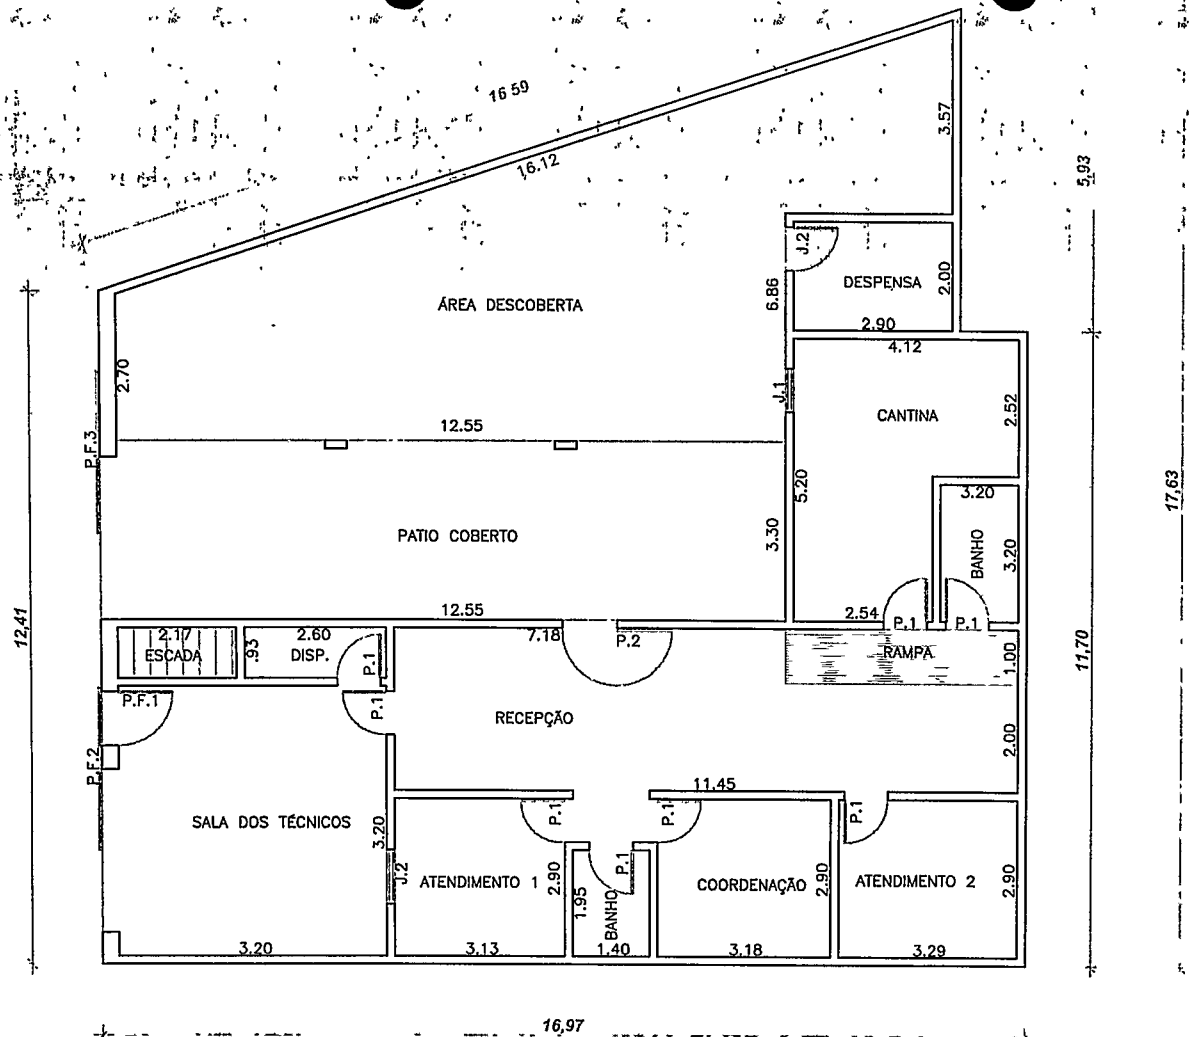 16 59
16.12
3.57
5,93
J.2
DESPENSA
2.00
6.86
2.90
ÁREA DESCOBERTA
4.12
2.70
J.1
CANTINA
2.52
12.55
P.F.3
5.20
3.20
17,63
PATIO COBERTO
3.30
BANHO
3.20
12,41
12.55
2.54
P.1
P.1
2.17
ESCADA
.93
2.60
DISP.
P.1
7.18
P.2
RAMPA
1.00
11,70
P.F.1
P.1
RECEPÇÃO
2.00
P.F.2
11.45
SALA DOS TÉCNICOS
3.20
P.1
P.1
P.1
J.2
ATENDIMENTO 1
2.90
P.1
COORDENAÇÃO
2.90
ATENDIMENTO 2
2.90
1.95
BANHO
3.20
3.13
1.40
3.18
3.29
16,97